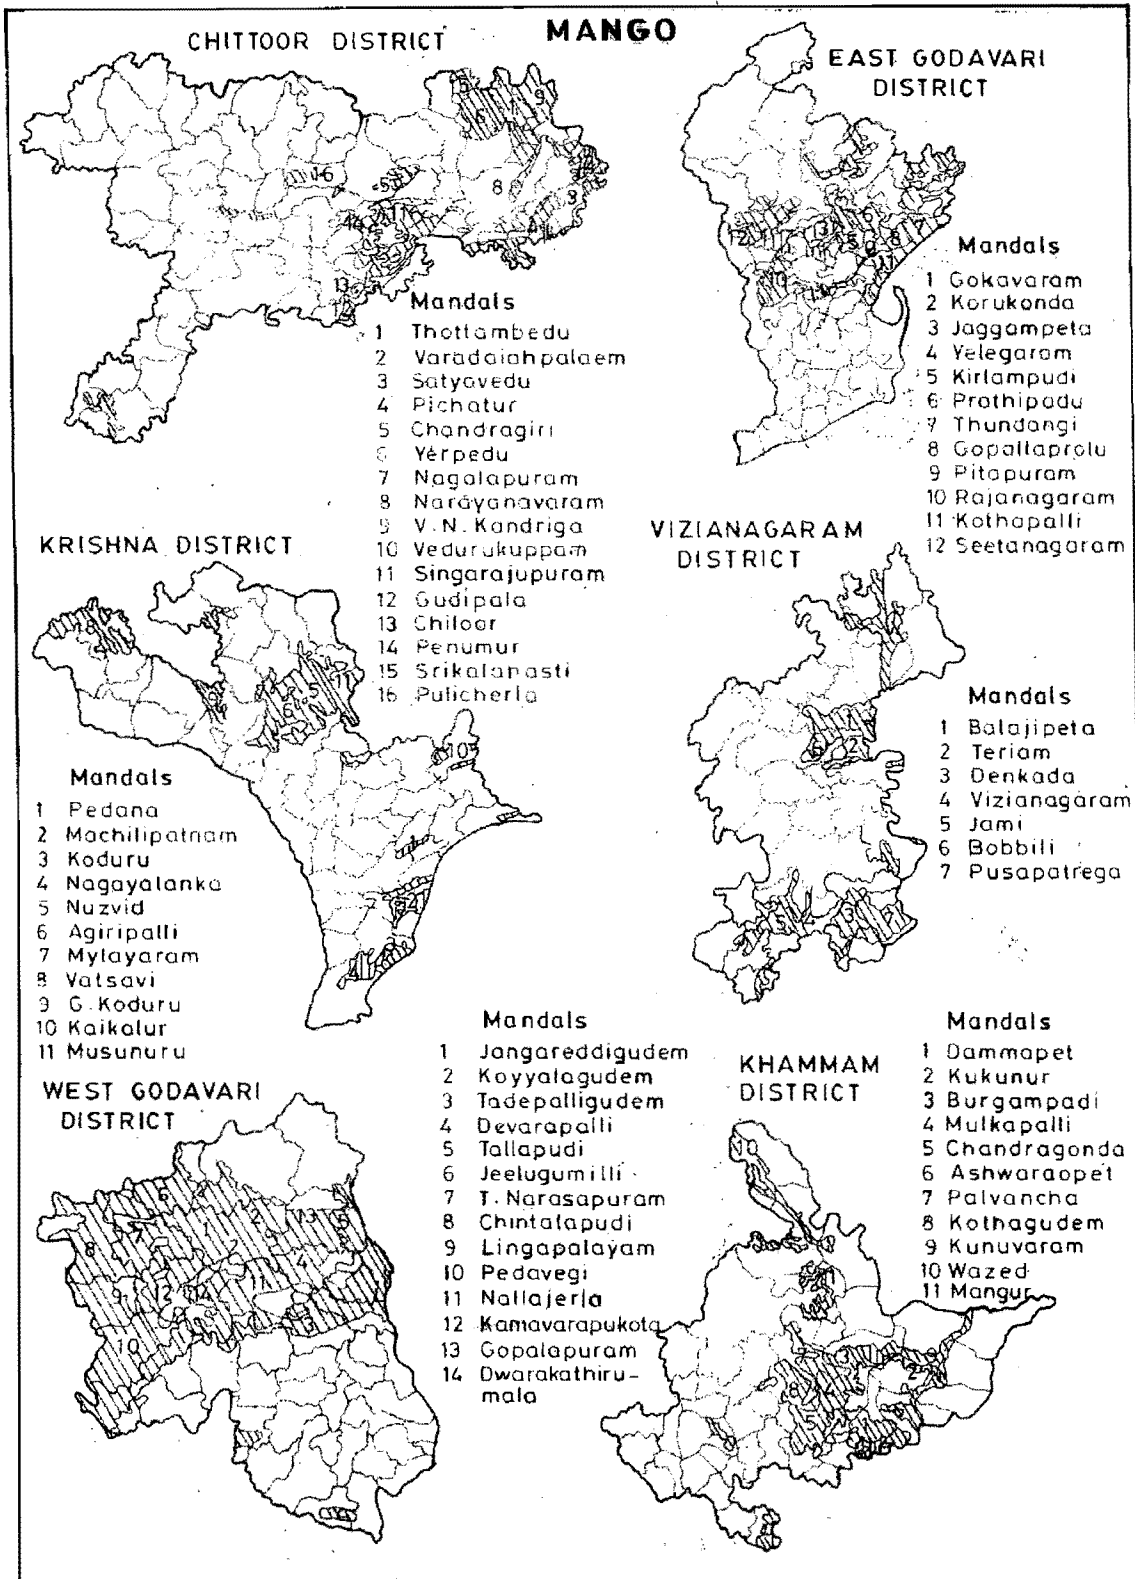 MANGO
CHITTOOR DISTRICT
Mandals
1 Thottambedu
2 Varadaiahpalaem
3 Satyavedu
4 Pichatur
5 Chandragiri
6 Yerpedu
7 Nagalapuram
8 Narayanavaram
9 V.N. Kandriga
10 Vedurukuppam
11 Singarajupuram
12 Gudipala
13 Chitoor
14 Penumur
15 Srikalahasti
16 Pulicherla
EAST GODAVARI
DISTRICT
Mandals
1 Gokavaram
2 Korukonda
3 Jaggampeta
4 Yelegaram
5 Kirlampudi
6 Prathipadu
7 Thundangi
8 Gopallaprolu
9 Pitapuram
10 Rajanagaram
11 Kothapalli
12 Seetanagaram
KRISHNA DISTRICT
Mandals
1 Pedana
2 Machilipatnam
3 Koduru
4 Nagayalanka
5 Nuzvid
6 Agiripalli
7 Mylavaram
8 Vatsavi
9 G. Koduru
10 Kaikalur
11 Musunuru
VIZIANAGARAM
DISTRICT
Mandals
1 Balajipeta
2 Teriam
3 Denkada
4 Vizianagaram
5 Jami
6 Bobbili
7 Pusapatrega
WEST GODAVARI
DISTRICT
Mandals
1 Jangareddigudem
2 Koyyalagudem
3 Tadepalligudem
4 Devarapalli
5 Tallapudi
6 Jeelugumilli
7 T. Narasapuram
8 Chintalapudi
9 Lingapalayam
10 Pedavegi
11 Nallajerla
12 Kamavarapukota
13 Gopalapuram
14 Dwarakathiru-
mala
KHAMMAM
DISTRICT
Mandals
1 Dammapet
2 Kukunur
3 Burgampadi
4 Mulkapalli
5 Chandragonda
6 Ashwaraopet
7 Palvancha
8 Kothagudem
9 Kunuvaram
10 Wazed
11 Mangur